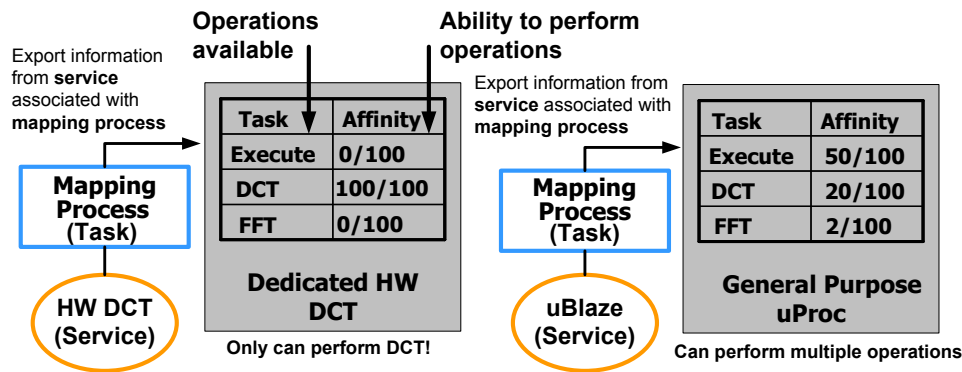 Operations
available
Ability to perform
operations
Export information
from service
associated with
mapping process
Task Affinity
Execute 0/100
DCT 100/100
FFT 0/100
Mapping
Process
(Task)
HW DCT
(Service)
Dedicated HW
DCT
Only can perform DCT!
Export information from
service associated with
mapping process
Task Affinity
Execute 50/100
DCT 20/100
FFT 2/100
Mapping
Process
(Task)
uBlaze
(Service)
General Purpose
uProc
Can perform multiple operations